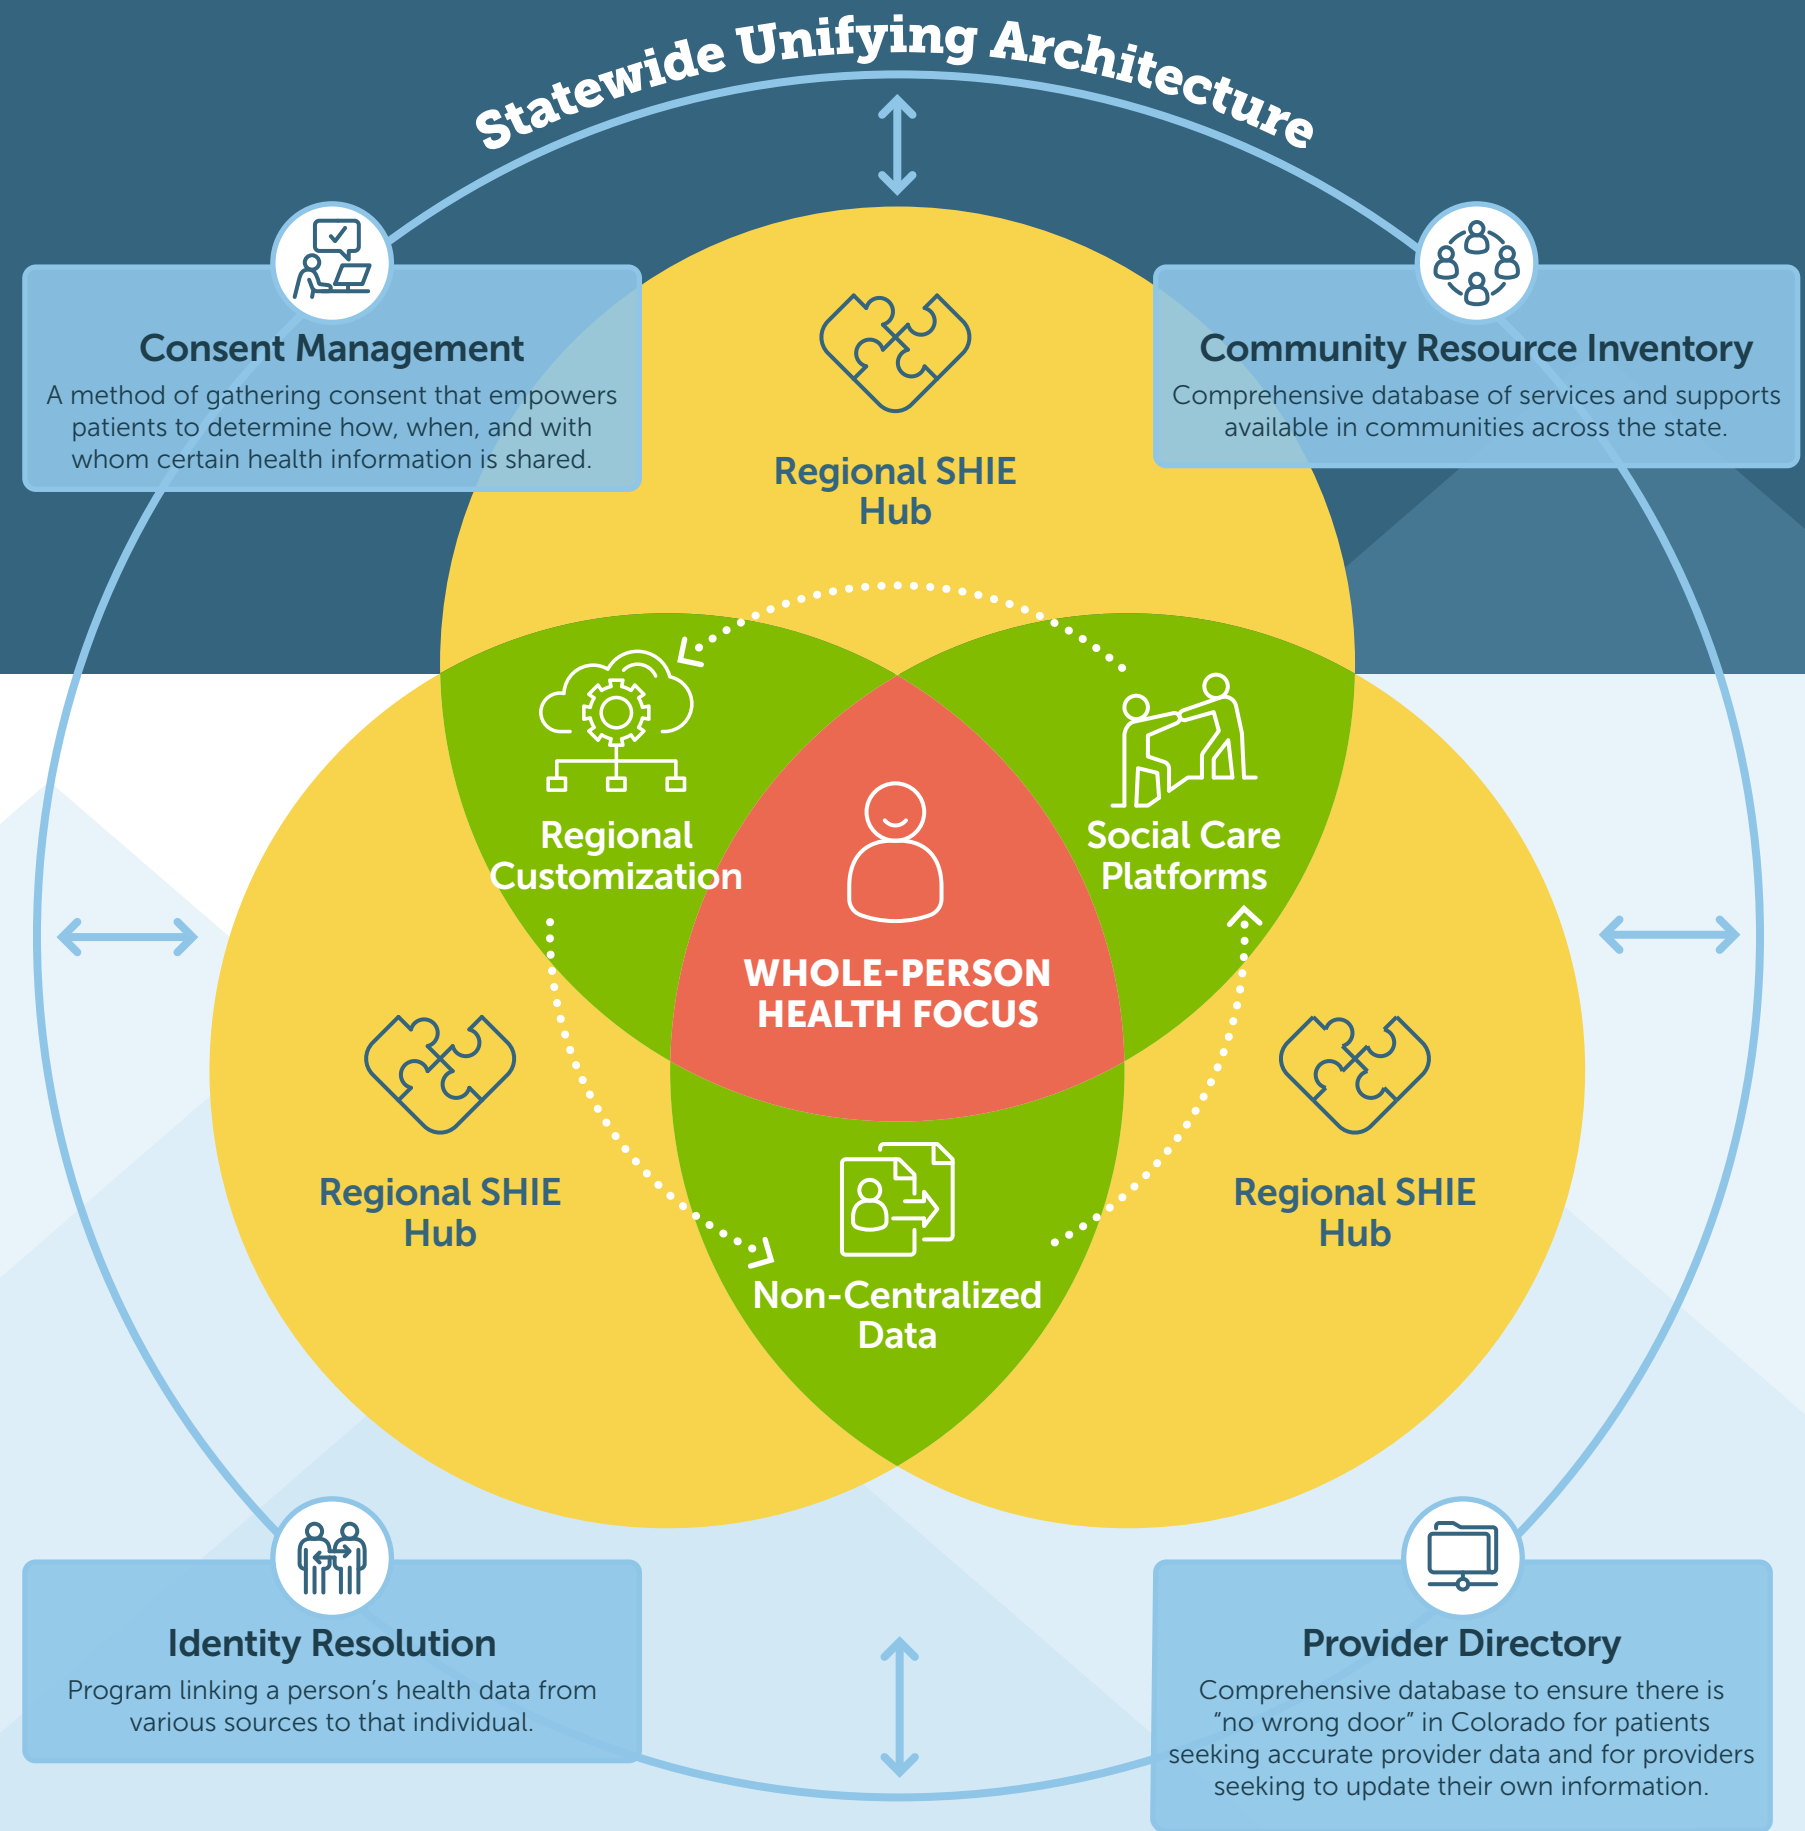 Statewide Unifying Architecture
Consent Management
A method of gathering consent that empowers
patients to determine how, when, and with
whom certain health information is shared.
Community Resource Inventory
Comprehensive database of services and supports
available in communities across the state.
Regional SHIE
Hub
Regional
Customization
Social Care
Platforms
WHOLE-PERSON
HEALTH FOCUS
Regional SHIE
Hub
Regional SHIE
Hub
Non-Centralized
Data
Identity Resolution
Program linking a person’s health data from
various sources to that individual.
Provider Directory
Comprehensive database to ensure there is
“no wrong door” in Colorado for patients
seeking accurate provider data and for providers
seeking to update their own information.